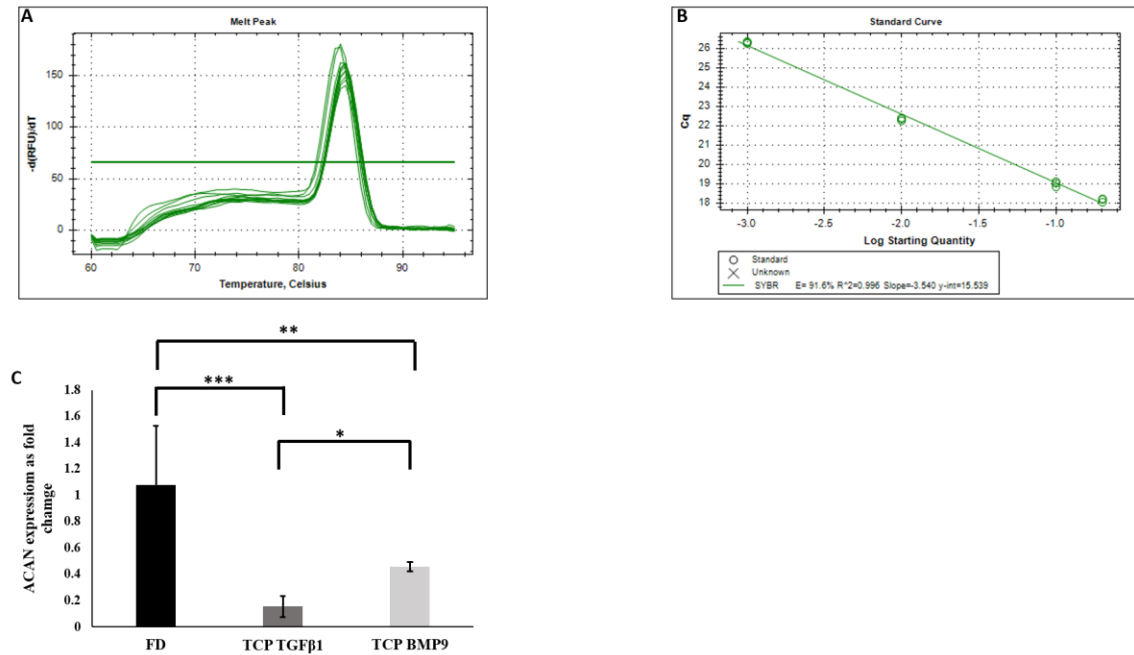 A
Melt Peak
-d(RFU)/dT
150
100
50
0
60
70
80
90
Temperature, Celsius
B
Standard Curve
Cq
26
25
24
23
22
21
20
19
18
-3.0
-2.5
-2.0
-1.5
-1.0
Log Starting Quantity
Standard
Unknown
SYBR E= 91.6% R^2=0.996 Slope=-3.540 y-int=15.539
C
**
***
*
ACAN expressiom as fold
chamge
1.8
1.6
1.4
1.2
1
0.8
0.6
0.4
0.2
0
FD
TCP TGFβ1
TCP BMP9